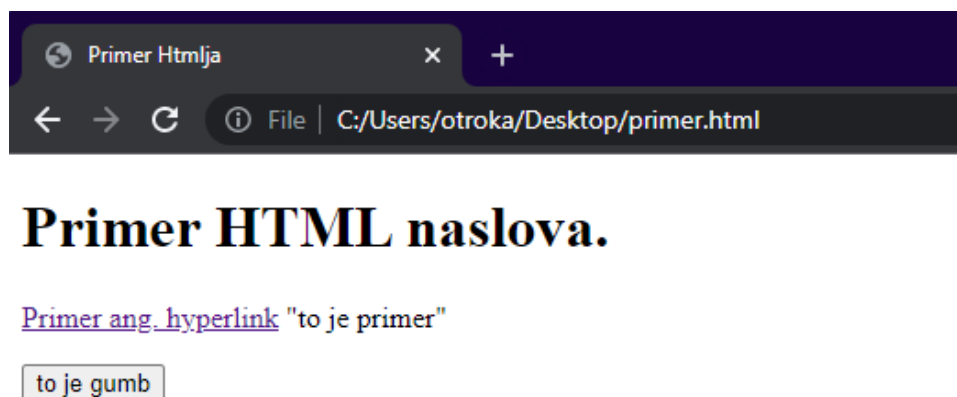 Primer Htmlja
File | C:/Users/otroka/Desktop/primer.html
Primer HTML naslova.
Primer ang. hyperlink "to je primer"
to je gumb